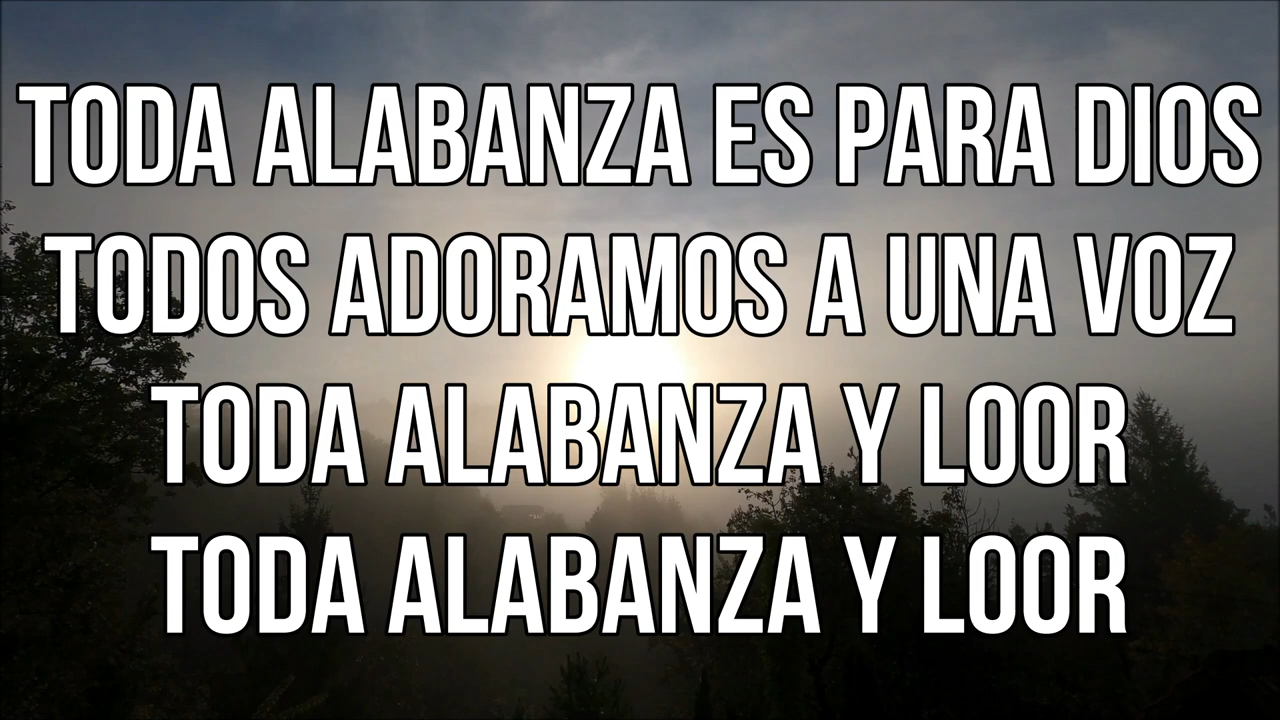 TODA ALABANZA ES PARA DIOS
TODOS ADORAMOS A UNA VOZ
TODA ALABANZA Y LOOR
TODA ALABANZA Y LOOR